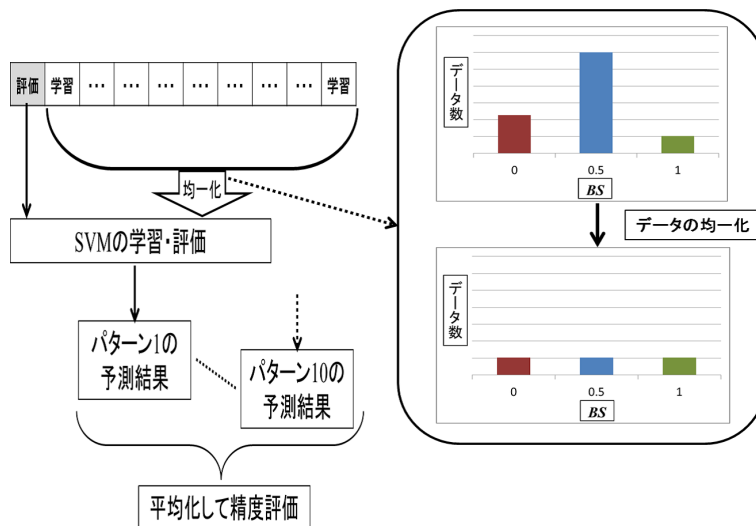 評価 学習 … … … … … … … 学習
均一化
SVMの学習・評価
パターン1の
予測結果
パターン10の
予測結果
平均化して精度評価
データ数
0 0.5 1
BS
データの均一化
データ数
0 0.5 1
BS